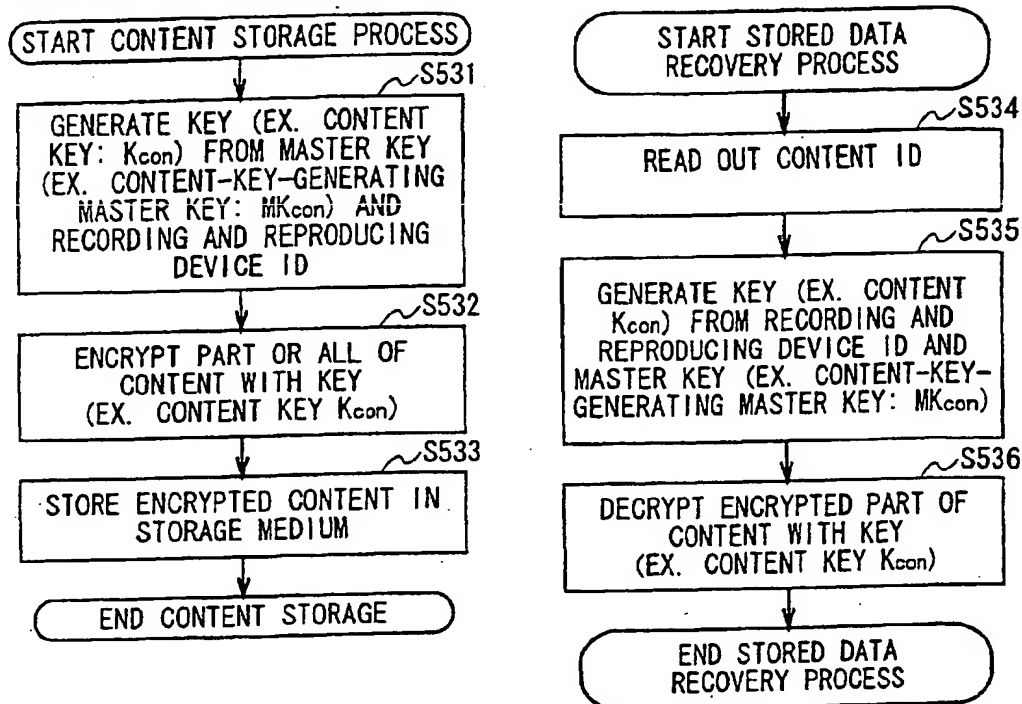 START CONTENT STORAGE PROCESS
S531
GENERATE KEY (EX. CONTENT
KEY: Kcon) FROM MASTER KEY
(EX. CONTENT-KEY-GENERATING
MASTER KEY: MKcon) AND
RECORDING AND REPRODUCING
DEVICE ID
S532
ENCRYPT PART OR ALL OF
CONTENT WITH KEY
(EX. CONTENT KEY Kcon)
S533
STORE ENCRYPTED CONTENT IN
STORAGE MEDIUM
END CONTENT STORAGE
START STORED DATA
RECOVERY PROCESS
S534
READ OUT CONTENT ID
S535
GENERATE KEY (EX. CONTENT
Kcon) FROM RECORDING AND
REPRODUCING DEVICE ID AND
MASTER KEY (EX. CONTENT-KEY-
GENERATING MASTER KEY: MKcon)
S536
DECRYPT ENCRYPTED PART OF
CONTENT WITH KEY
(EX. CONTENT KEY Kcon)
END STORED DATA
RECOVERY PROCESS